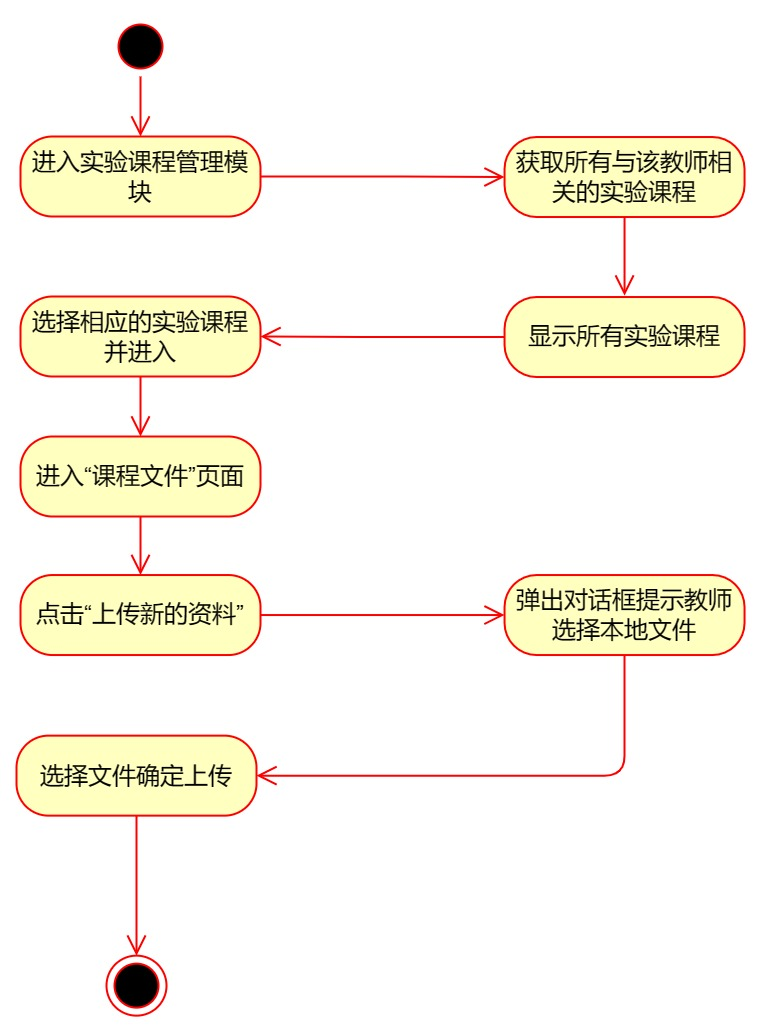 进入实验课程管理模
块
获取所有与该教师相
关的实验课程
选择相应的实验课程
并进入
显示所有实验课程
进入“课程文件”页面
点击“上传新的资料”
弹出对话框提示教师
选择本地文件
选择文件确定上传